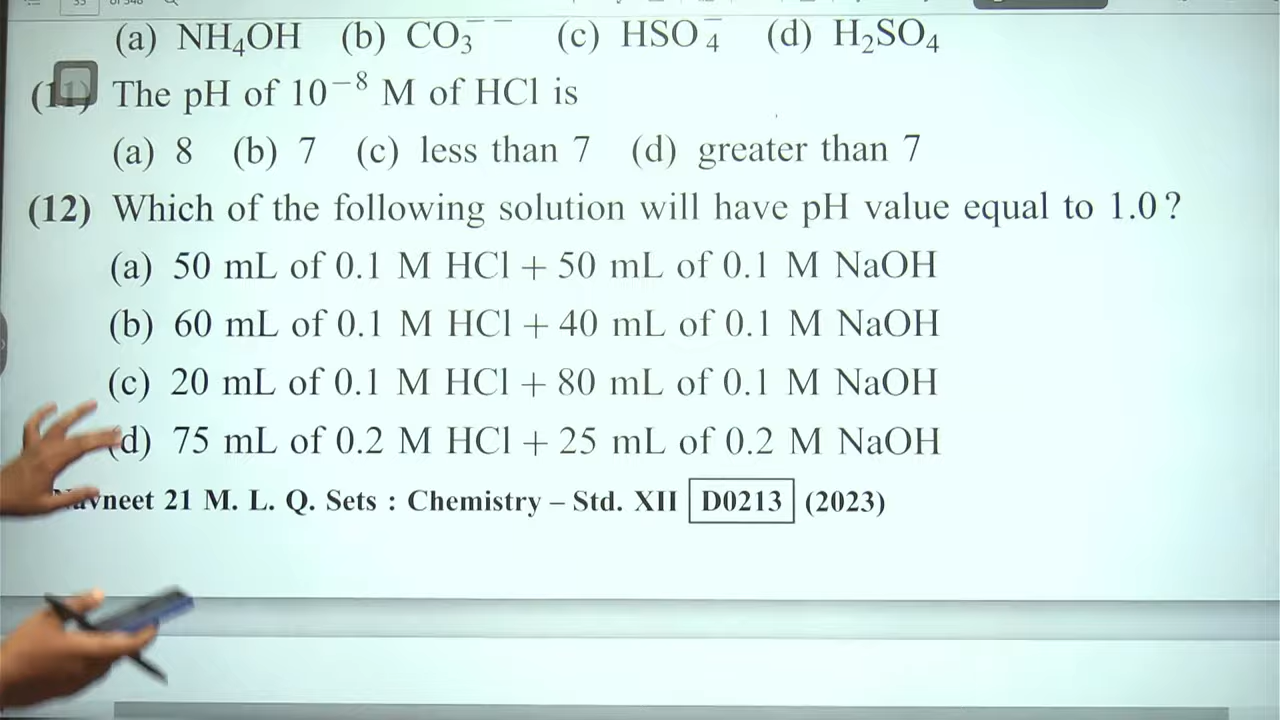 (a) NH₄OH (b) CO₃⁻⁻ (c) HSO₄⁻ (d) H₂SO₄
(11) The pH of 10⁻⁸ M of HCl is
(a) 8 (b) 7 (c) less than 7 (d) greater than 7
(12) Which of the following solution will have pH value equal to 1.0?
(a) 50 mL of 0.1 M HCl + 50 mL of 0.1 M NaOH
(b) 60 mL of 0.1 M HCl + 40 mL of 0.1 M NaOH
(c) 20 mL of 0.1 M HCl + 80 mL of 0.1 M NaOH
(d) 75 mL of 0.2 M HCl + 25 mL of 0.2 M NaOH
Navneet 21 M. L. Q. Sets : Chemistry – Std. XII D0213 (2023)